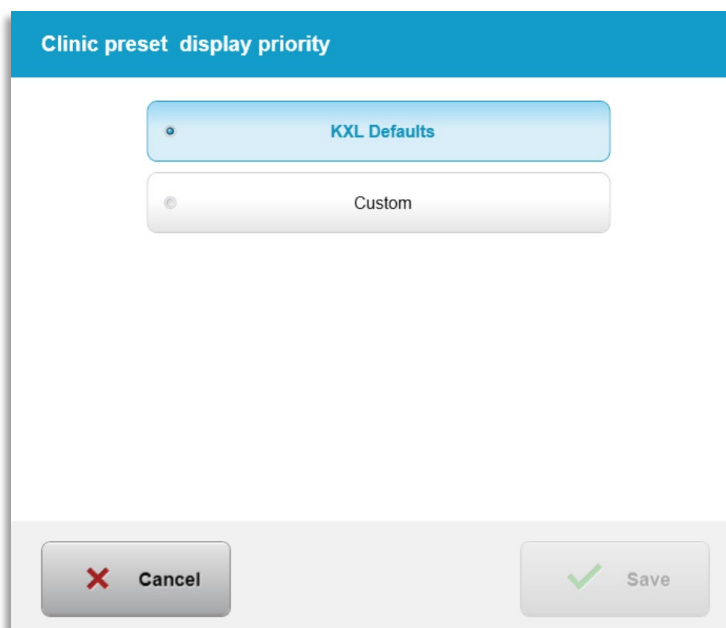 Clinic preset display priority
KXL Defaults
Custom
Cancel
Save